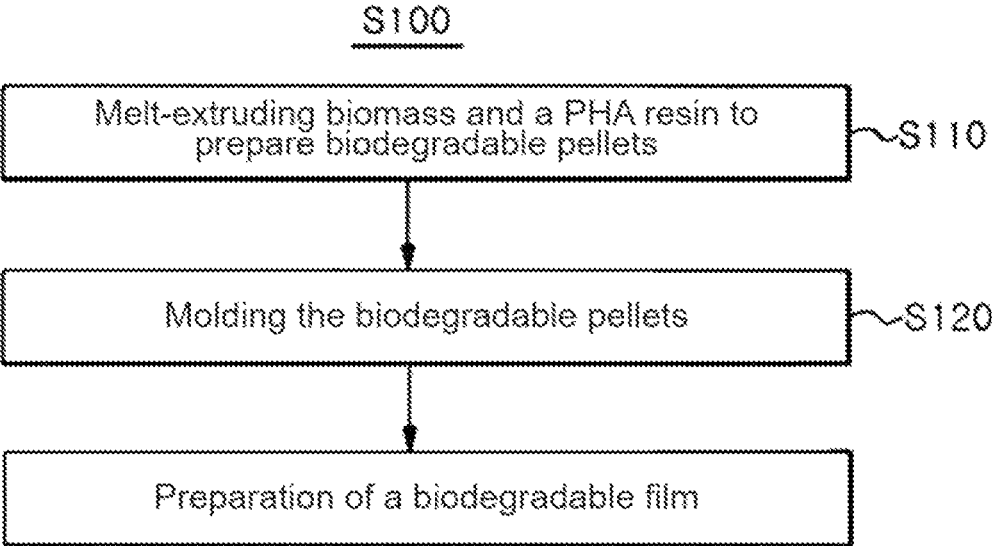 S100
Melt-extruding biomass and a PHA resin to
prepare biodegradable pellets
S110
Molding the biodegradable pellets
S120
Preparation of a biodegradable film